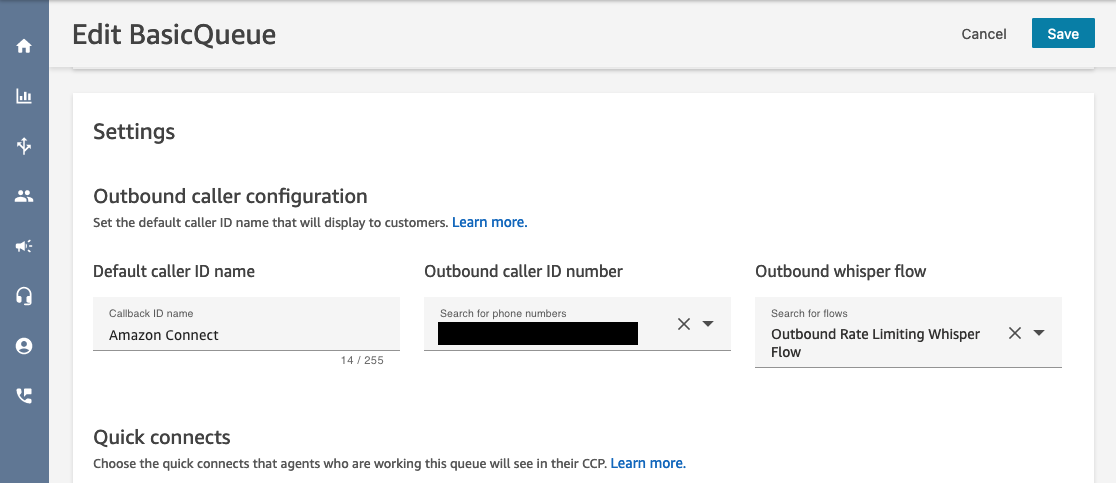 Edit BasicQueue
Cancel
Save
Settings
Outbound caller configuration
Set the default caller ID name that will display to customers. Learn more.
Default caller ID name
Outbound caller ID number
Outbound whisper flow
Callback ID name
Amazon Connect
14 / 255
Search for phone numbers
Search for flows
Outbound Rate Limiting Whisper
Flow
Quick connects
Choose the quick connects that agents who are working this queue will see in their CCP. Learn more.